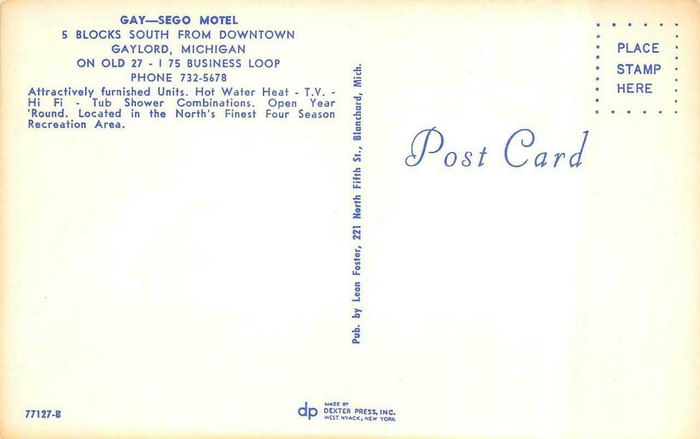 GAY—SEGO MOTEL
5 BLOCKS SOUTH FROM DOWNTOWN
GAYLORD, MICHIGAN
ON OLD 27 - I 75 BUSINESS LOOP
PHONE 732-5678
Attractively furnished Units. Hot Water Heat - T.V. -
Hi Fi - Tub Shower Combinations. Open Year
'Round. Located in the North's Finest Four Season
Recreation Area.
Pub. by Leon Foster, 221 North Fifth St., Blanchard, Mich.
PLACE
STAMP
HERE
Post Card
77127-B
dp
MADE BY
DEXTER PRESS, INC.
WEST NYACK, NEW YORK